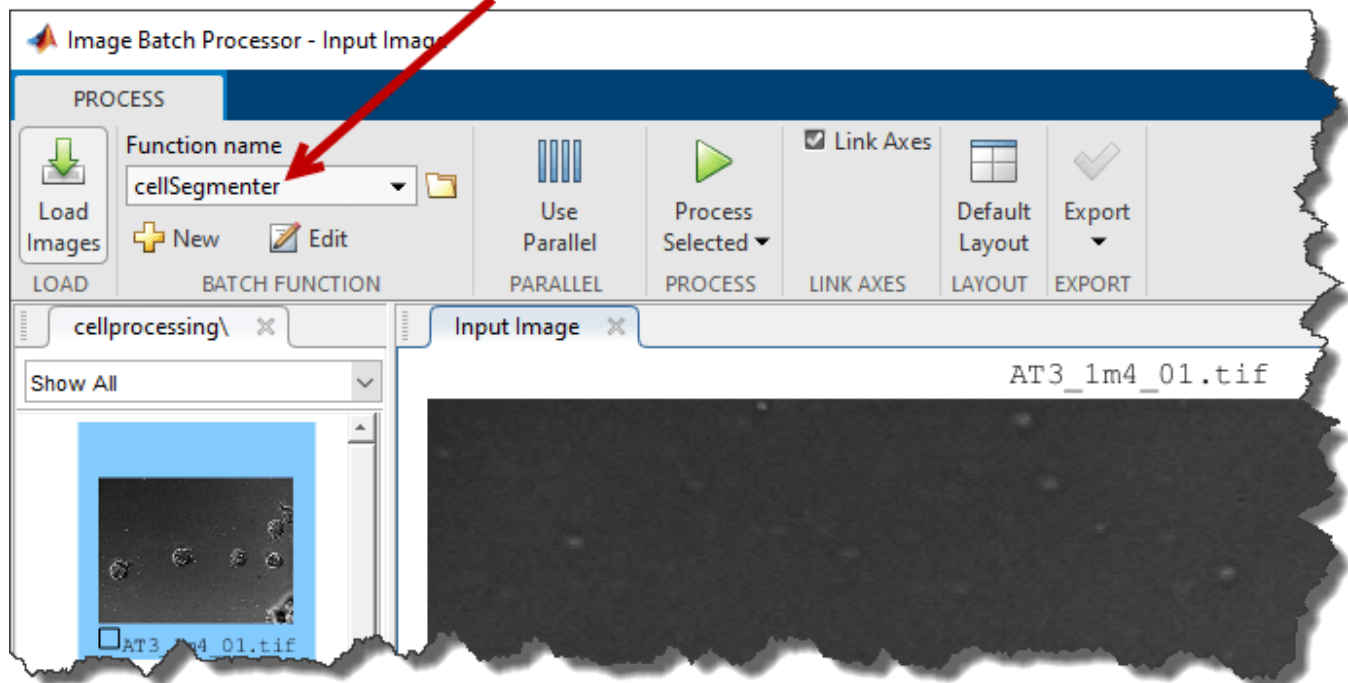 Image Batch Processor - Input Image
PROCESS
Load
Images
LOAD
Function name
cellSegmenter
New
Edit
BATCH FUNCTION
Use
Parallel
PARALLEL
Process
Selected
PROCESS
Link Axes
LINK AXES
Default
Layout
LAYOUT
Export
EXPORT
cellprocessing\
Input Image
Show All
AT3_1m4_01.tif
AT3_1m4_01.tif